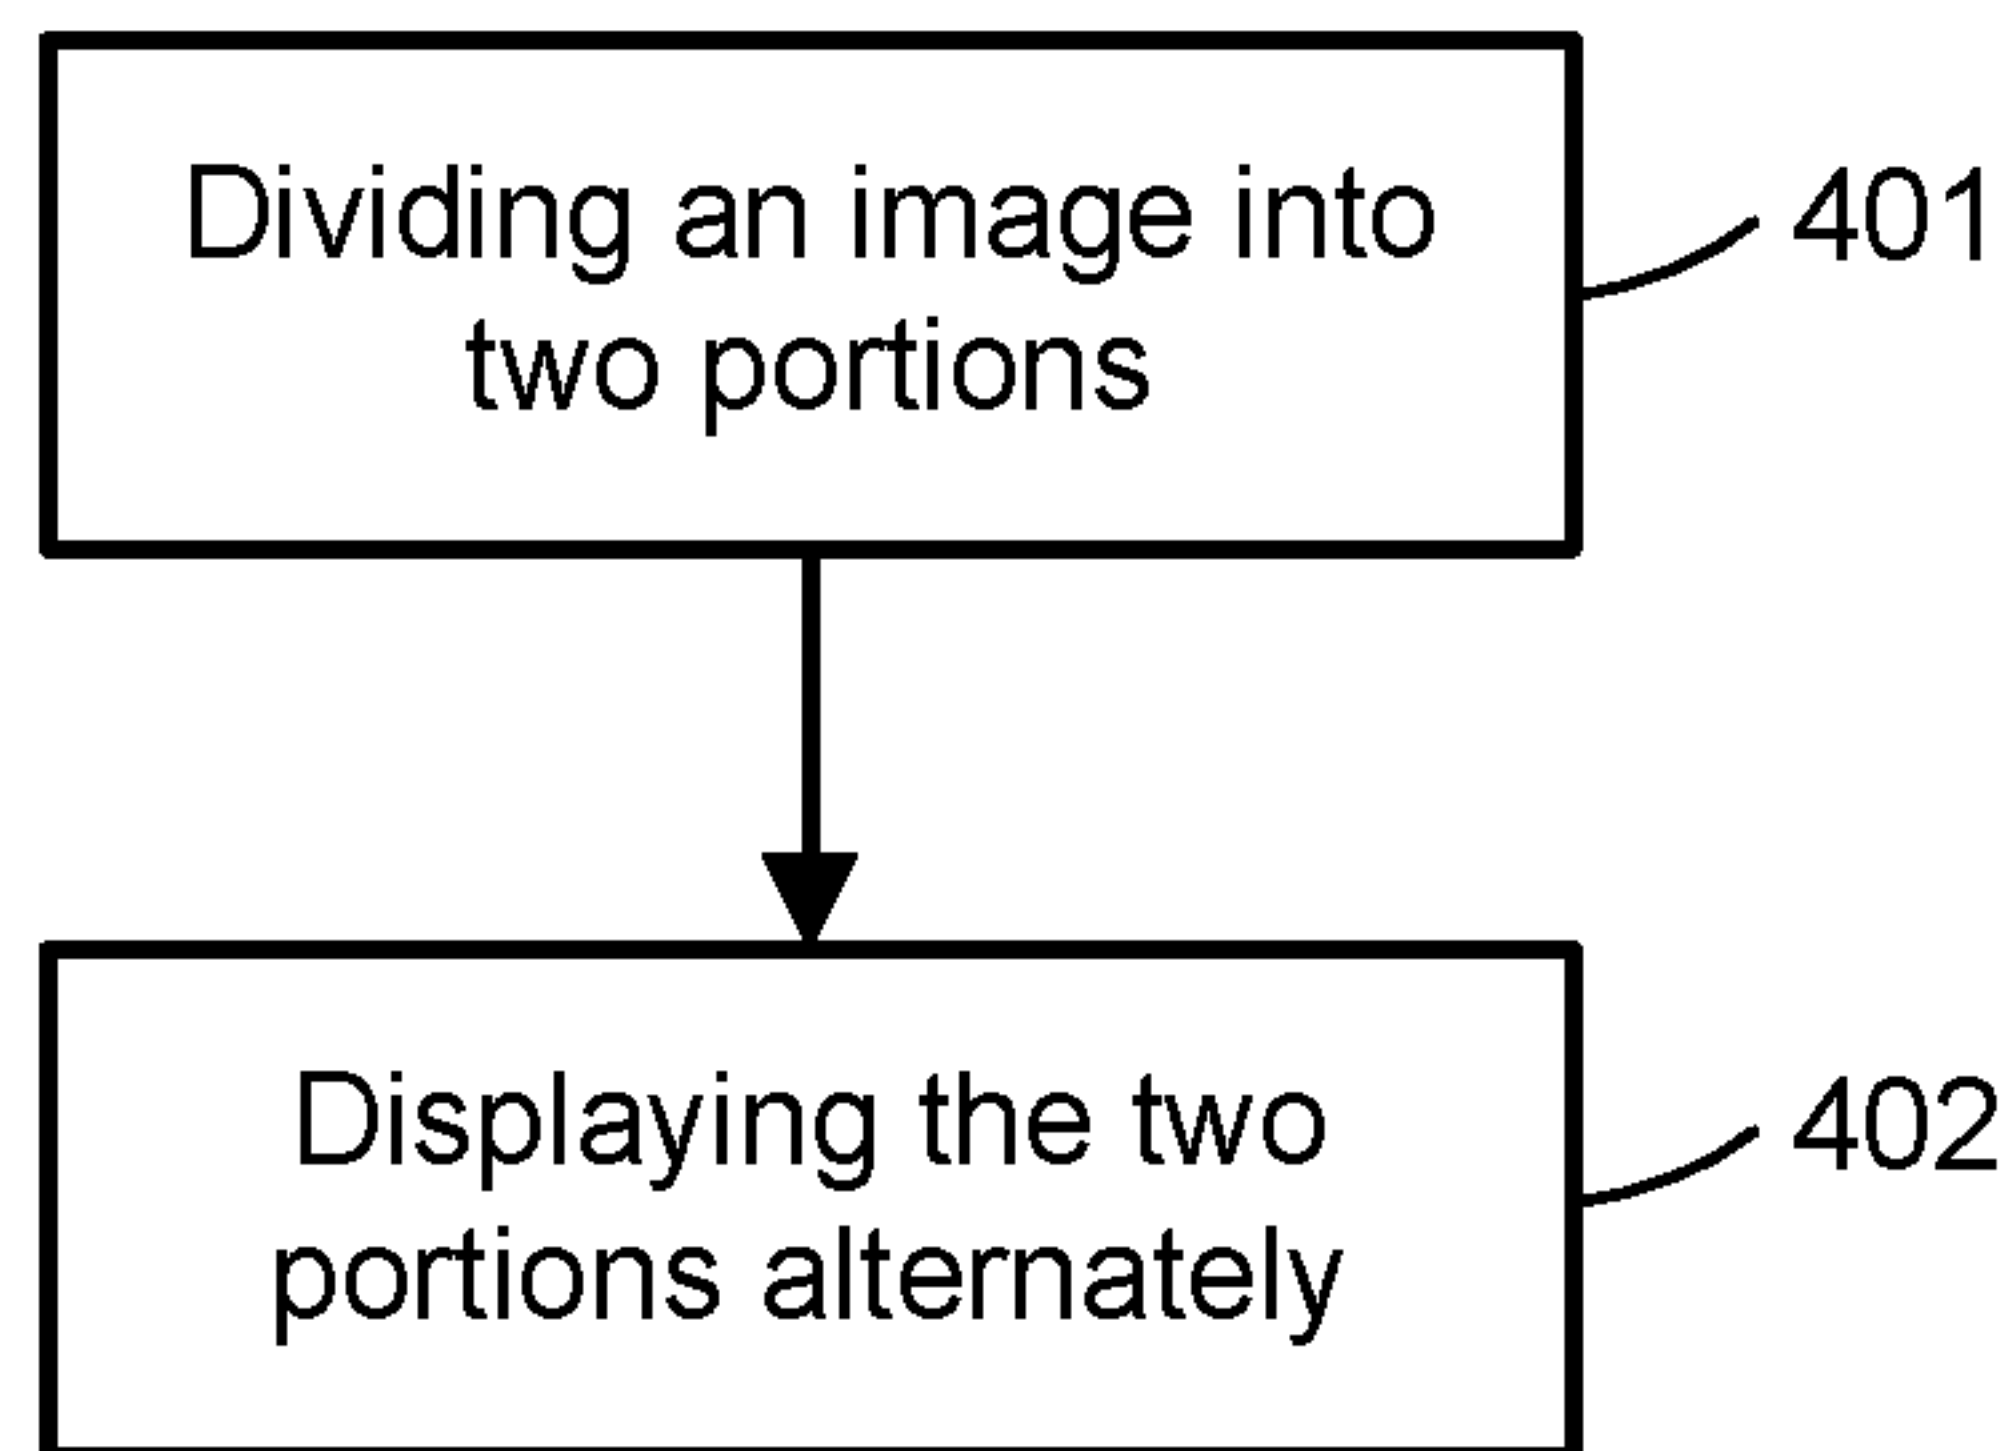 Dividing an image into
two portions
401
Displaying the two
portions alternately
402